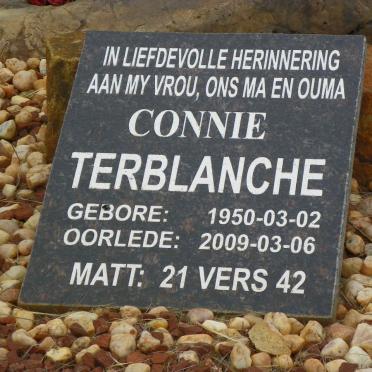 IN LIEFDEVOLLE HERINNERING
AAN MY VROU, ONS MA EN OUMA
CONNIE
TERBLANCHE
GEBORE: 1950-03-02
OORLEDE: 2009-03-06
MATT: 21 VERS 42